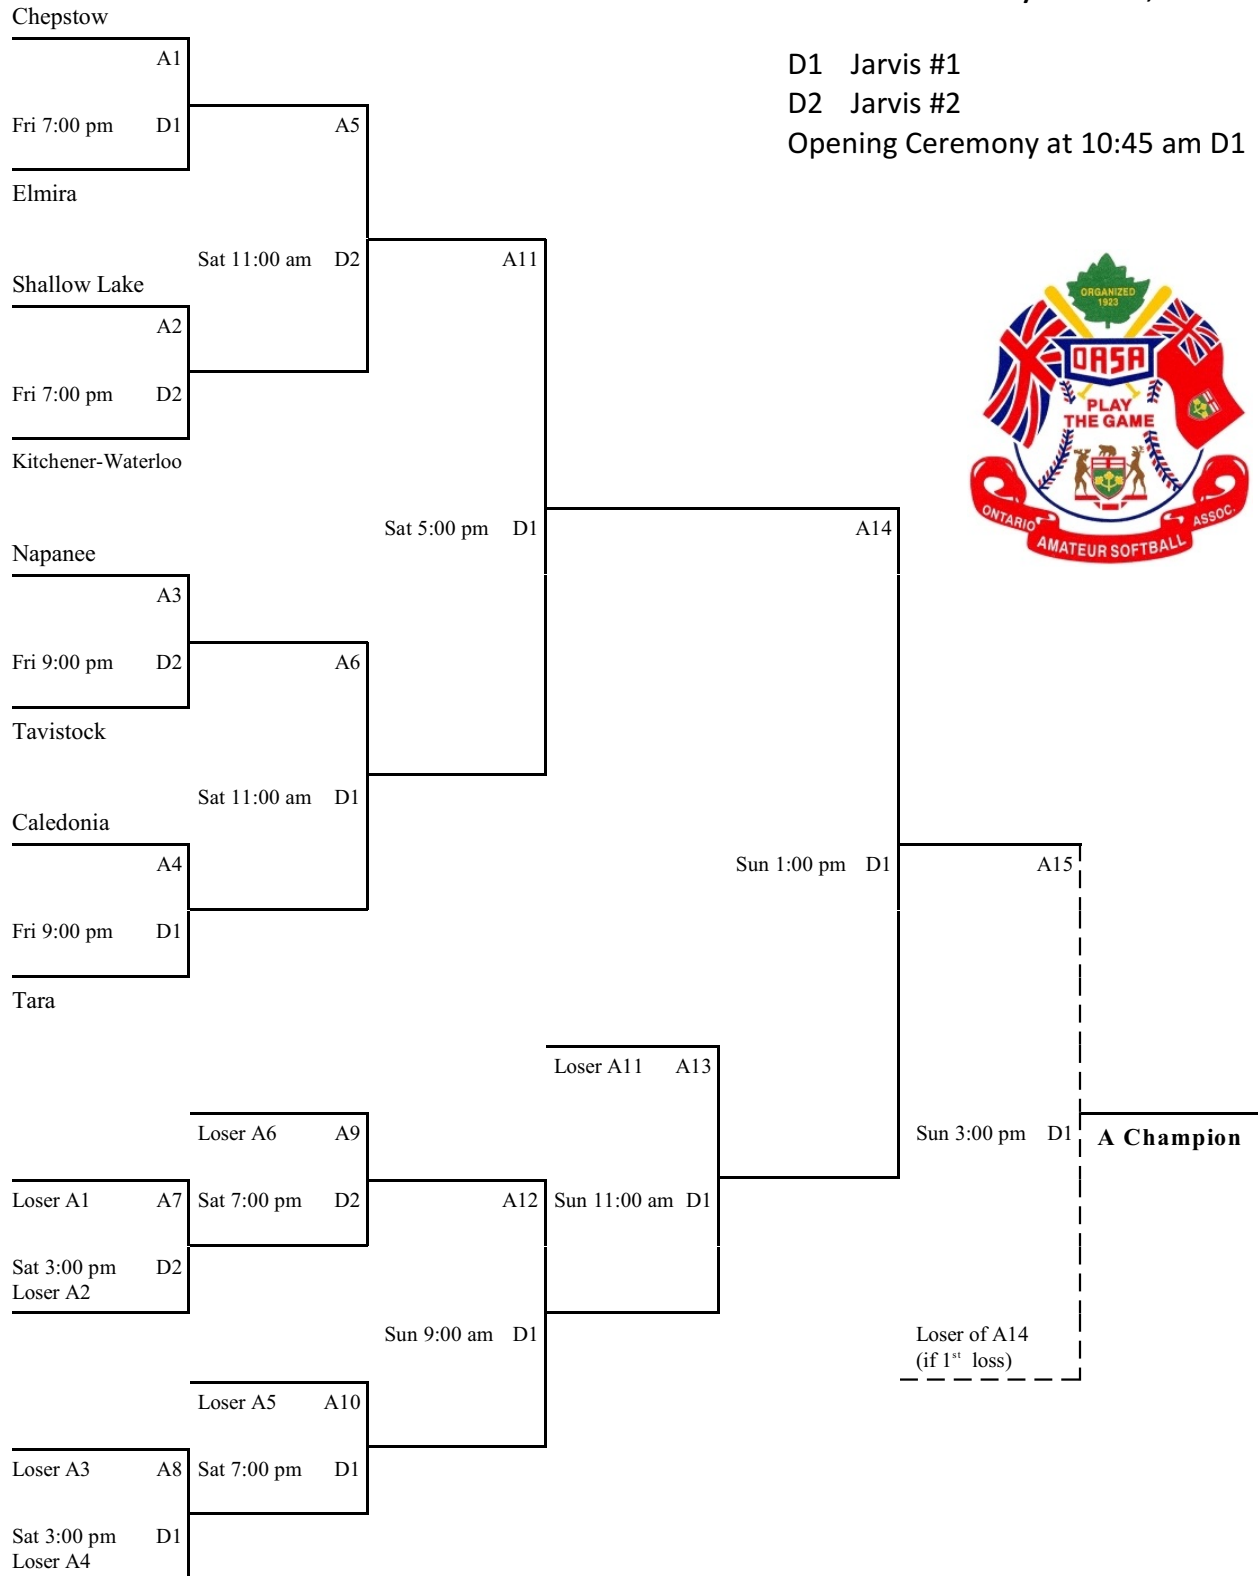 Chepstow
A1
Fri 7:00 pm D1
Elmira
D1 Jarvis #1
D2 Jarvis #2
Opening Ceremony at 10:45 am D1
A5
Sat 11:00 am D2
A11
Shallow Lake
A2
Fri 7:00 pm D2
Kitchener-Waterloo
ORGANIZED
1923
OASA
PLAY
THE GAME
ONTARIO
AMATEUR SOFTBALL
ASSOC.
Sat 5:00 pm D1
A14
Napanee
A3
Fri 9:00 pm D2
Tavistock
A6
Sat 11:00 am D1
Caledonia
A4
Fri 9:00 pm D1
Tara
Sun 1:00 pm D1
A15
Loser A11 A13
Sun 11:00 am D1
Loser A6 A9
Sat 7:00 pm D2
A12
Loser A1 A7
Sat 3:00 pm D2
Loser A2
Sun 3:00 pm D1
A Champion
Sun 9:00 am D1
Loser of A14
(if 1st loss)
Loser A5 A10
Sat 7:00 pm D1
Loser A3 A8
Sat 3:00 pm D1
Loser A4